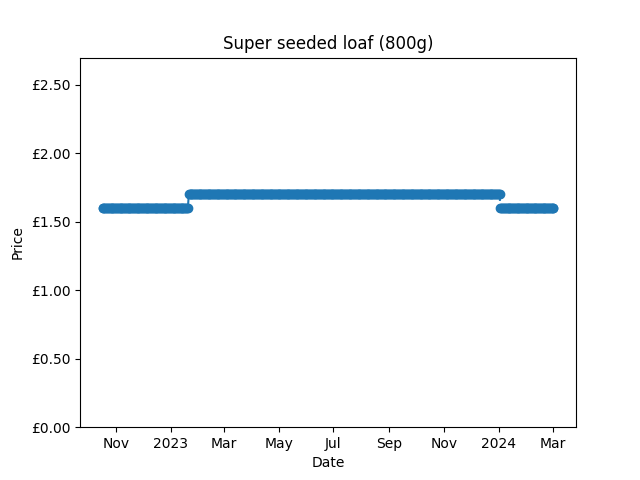 Super seeded loaf (800g)
£2.50
£2.00
£1.50
£1.00
£0.50
£0.00
Price
Nov 2023 Mar May Jul Sep Nov 2024 Mar
Date